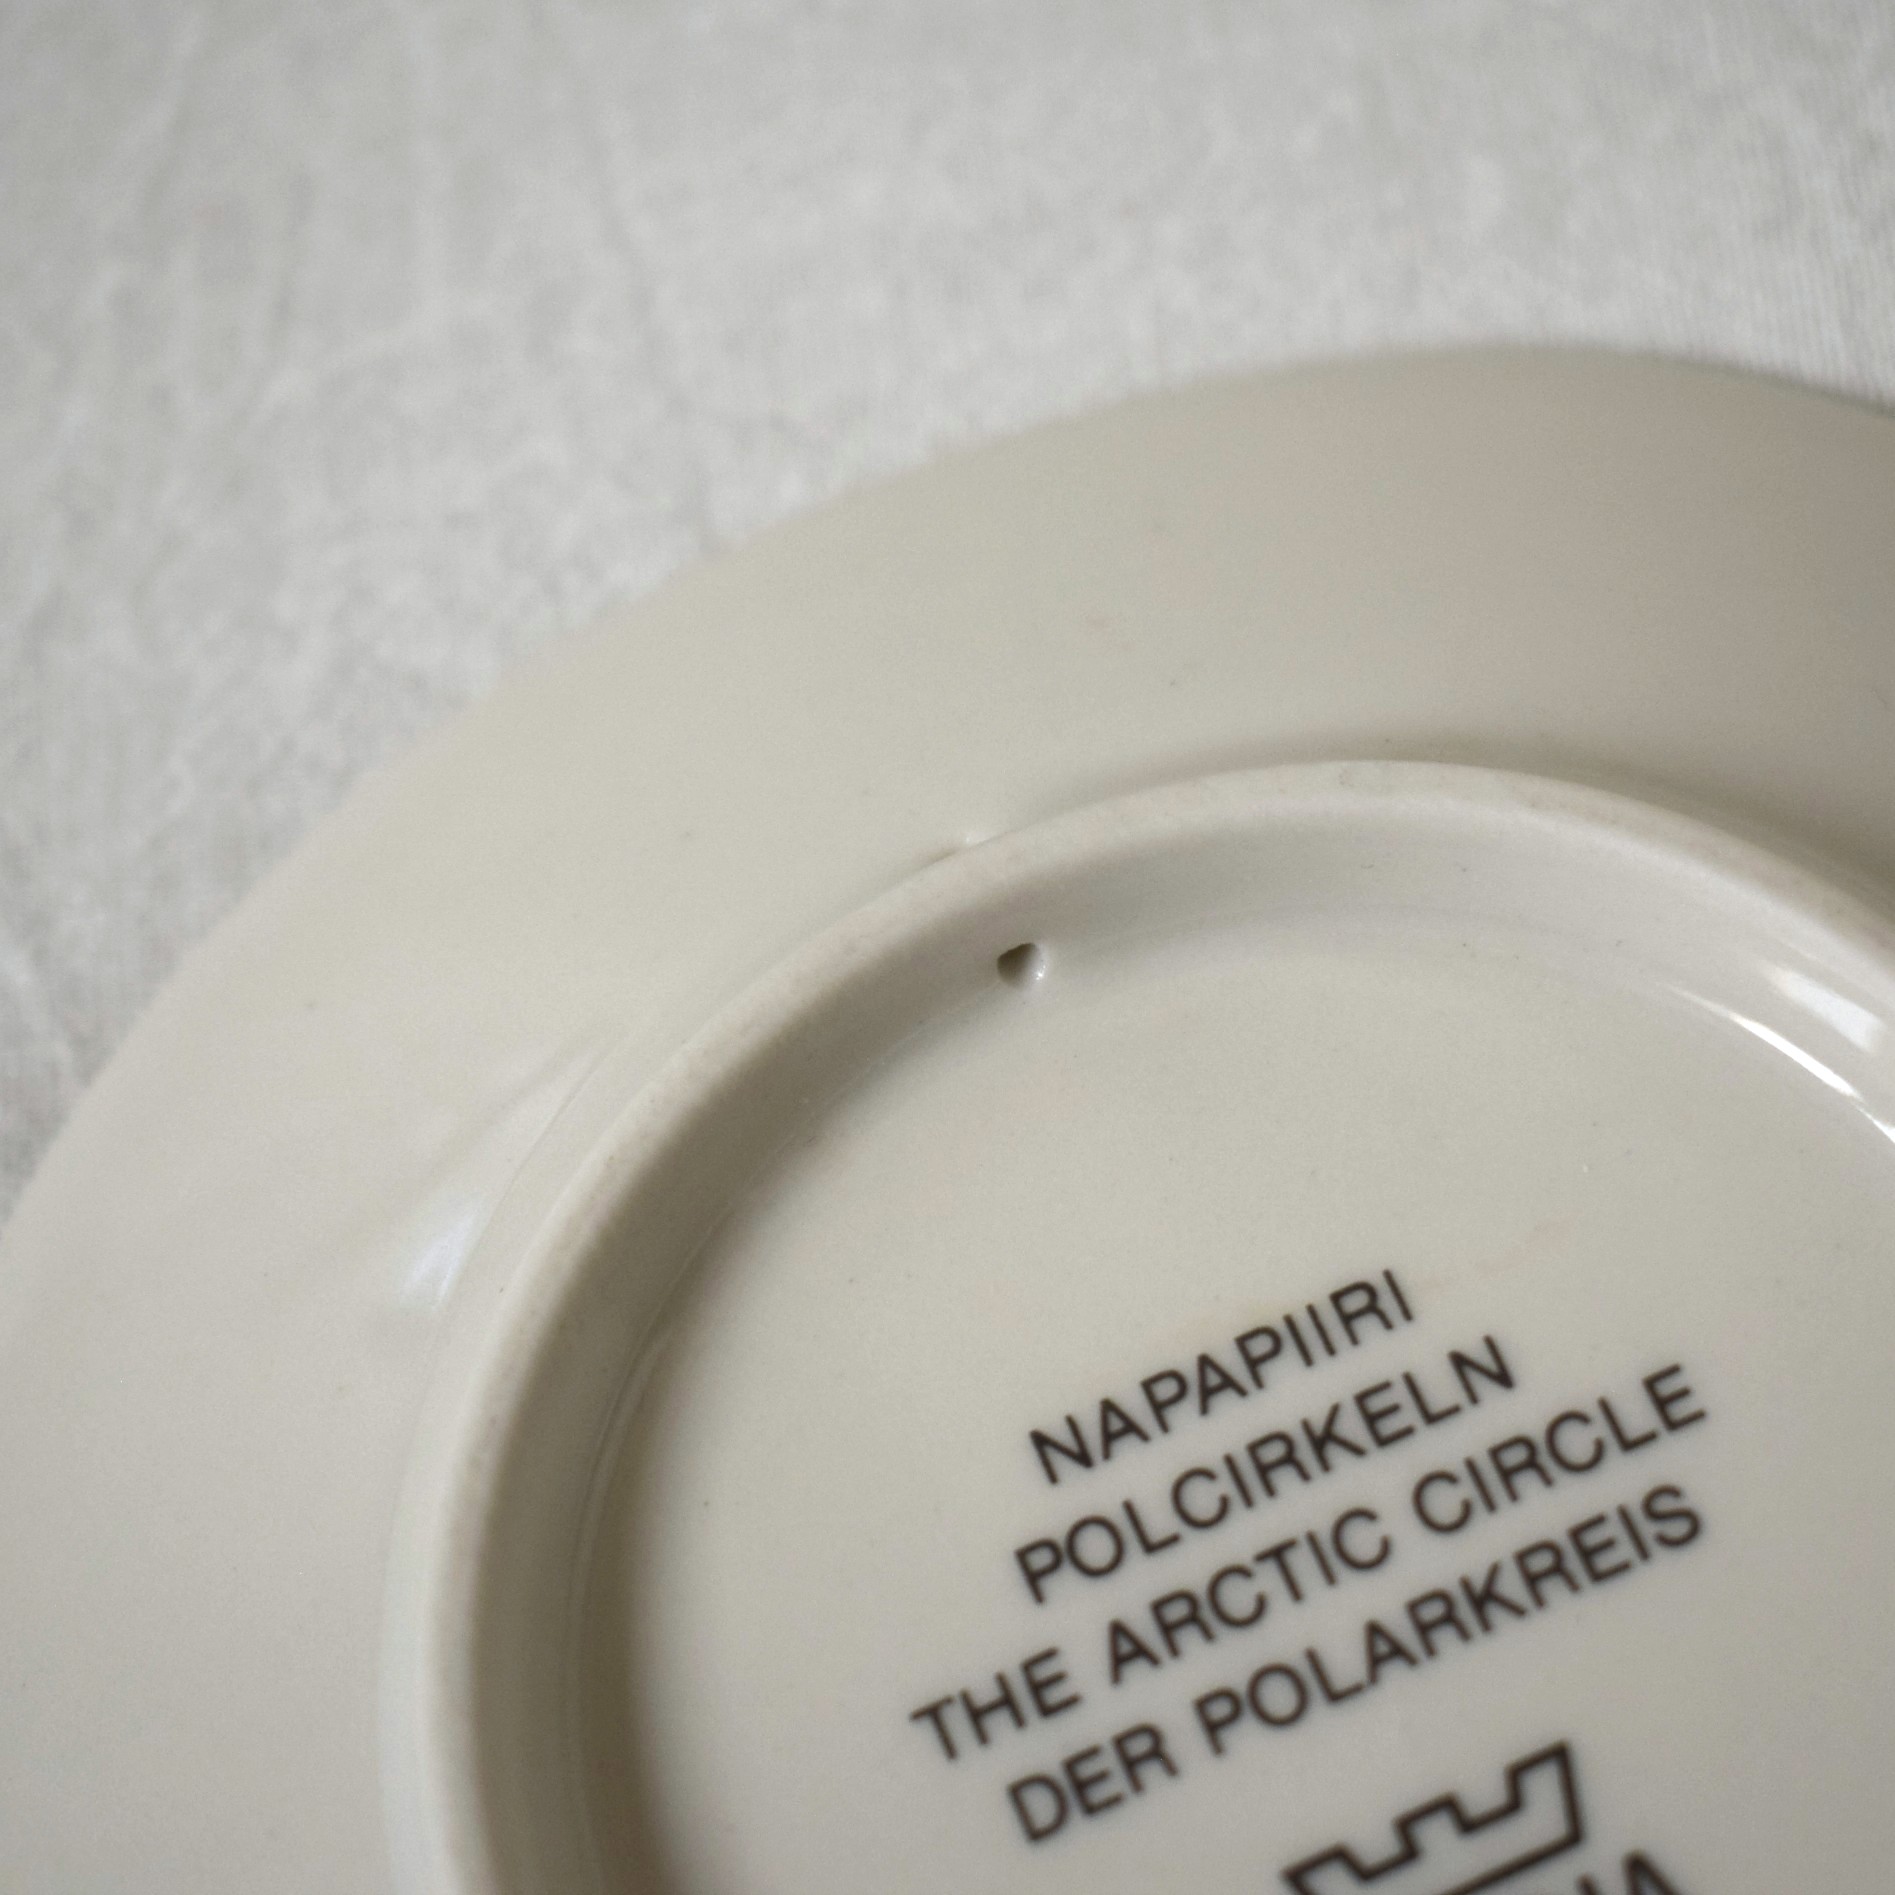 NAPAPIIRI
POLCIRKELN
THE ARCTIC CIRCLE
DER POLARKREIS